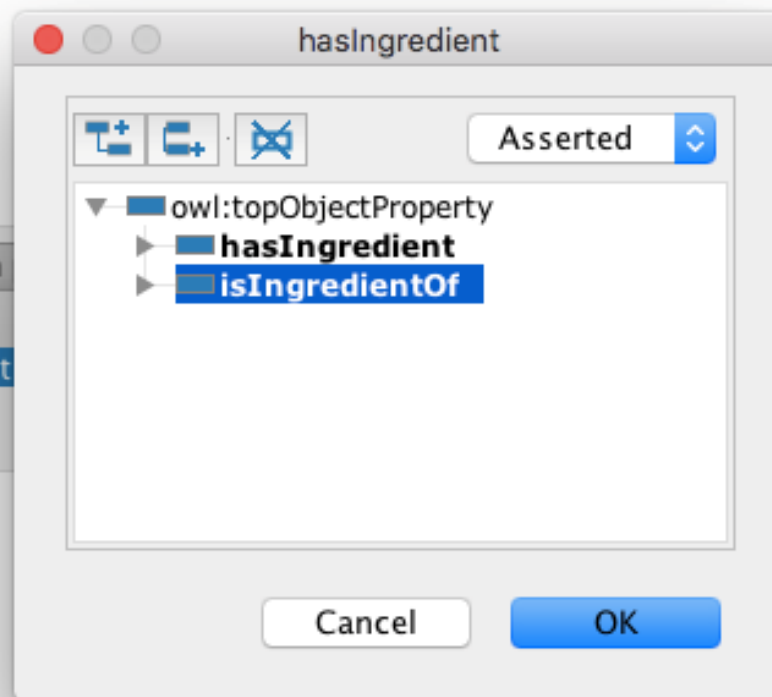 hasIngredient
Asserted
owl:topObjectProperty
hasIngredient
isIngredientOf
t
Cancel
OK